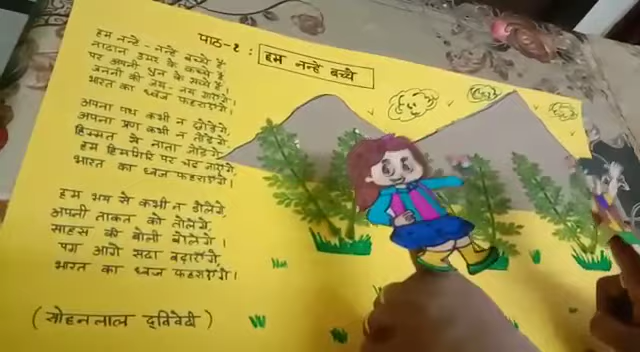 पाठ-२ : हम नन्हे बच्चे
हम नन्हे - नन्हे बच्चे हैं,
नादान उमर के कच्चे हैं,
पर अपनी धुन के सच्चे हैं।
जननी की जय-जय गाएँगे।
भारत का ध्वज फहराएँगे।
अपना पथ कभी न छोड़ेंगे,
अपना प्रण कभी न तोड़ेंगे,
हिम्मत से नाता जोड़ेंगे,
हम हिमगिरि पर चढ़ जाएँगे,
भारत का ध्वज फहराएँगे।
हम भय से कभी न डोलेंगे,
अपनी ताकत को तोलेंगे,
साहस की बोली बोलेंगे।
पग आगे सदा बढ़ाएँगे,
भारत का ध्वज फहराएँगे।
(सोहनलाल द्विवेदी)